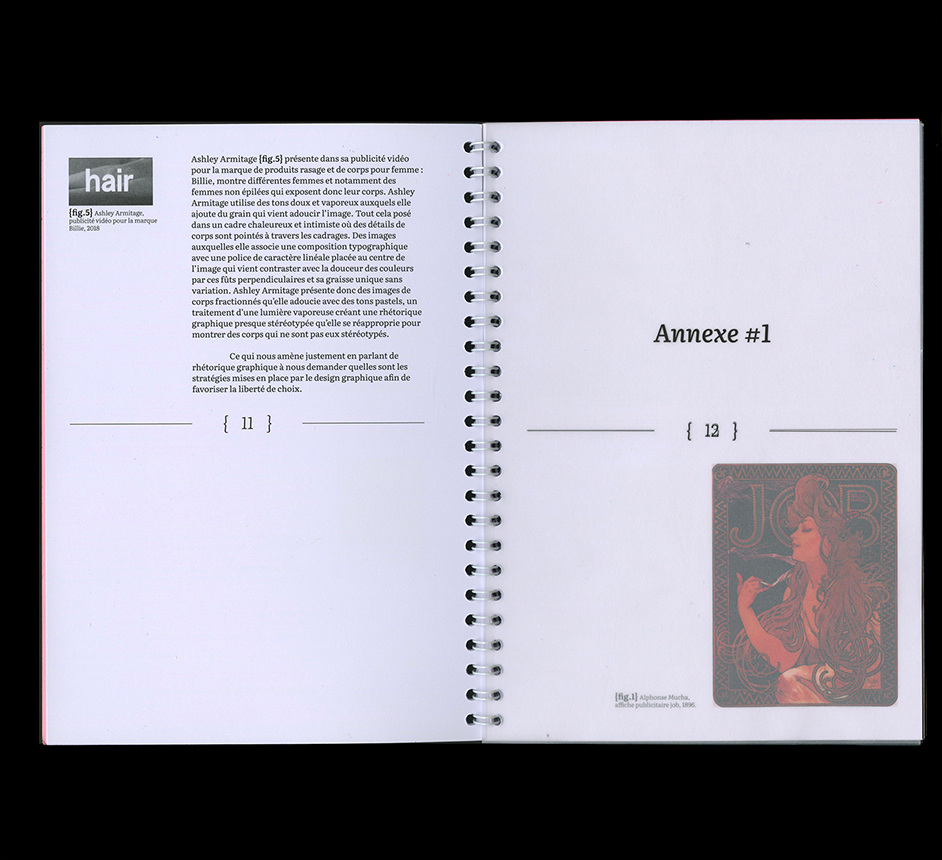 hair
{fig.5} Ashley Armitage,
publicité vidéo pour la marque
Billie, 2018
Ashley Armitage {fig.5} présente dans sa publicité vidéo
pour la marque de produits rasage et de corps pour femme :
Billie, montre différentes femmes et notamment des
femmes non épilées qui exposent donc leur corps. Ashley
Armitage utilise des tons doux et vaporeux auxquels elle
ajoute du grain qui vient adoucir l'image. Tout cela posé
dans un cadre chaleureux et intimiste où des détails de
corps sont pointés à travers les cadrages. Des images
auxquelles elle associe une composition typographique
avec une police de caractère linéale placée au centre de
l'image qui vient contraster avec la douceur des couleurs
par ces fûts perpendiculaires et sa graisse unique sans
variation. Ashley Armitage présente donc des images de
corps fractionnés qu'elle adoucie avec des tons pastels, un
traitement d'une lumière vaporeuse créant une rhétorique
graphique presque stéréotypée qu'elle se réapproprie pour
montrer des corps qui ne sont pas eux stéréotypés.
Ce qui nous amène justement en parlant de
rhétorique graphique à nous demander quelles sont les
stratégies mises en place par le design graphique afin de
favoriser la liberté de choix.
{ 11 }
Annexe #1
{ 12 }
JOB
{fig.1} Alphonse Mucha,
affiche publicitaire job, 1896.